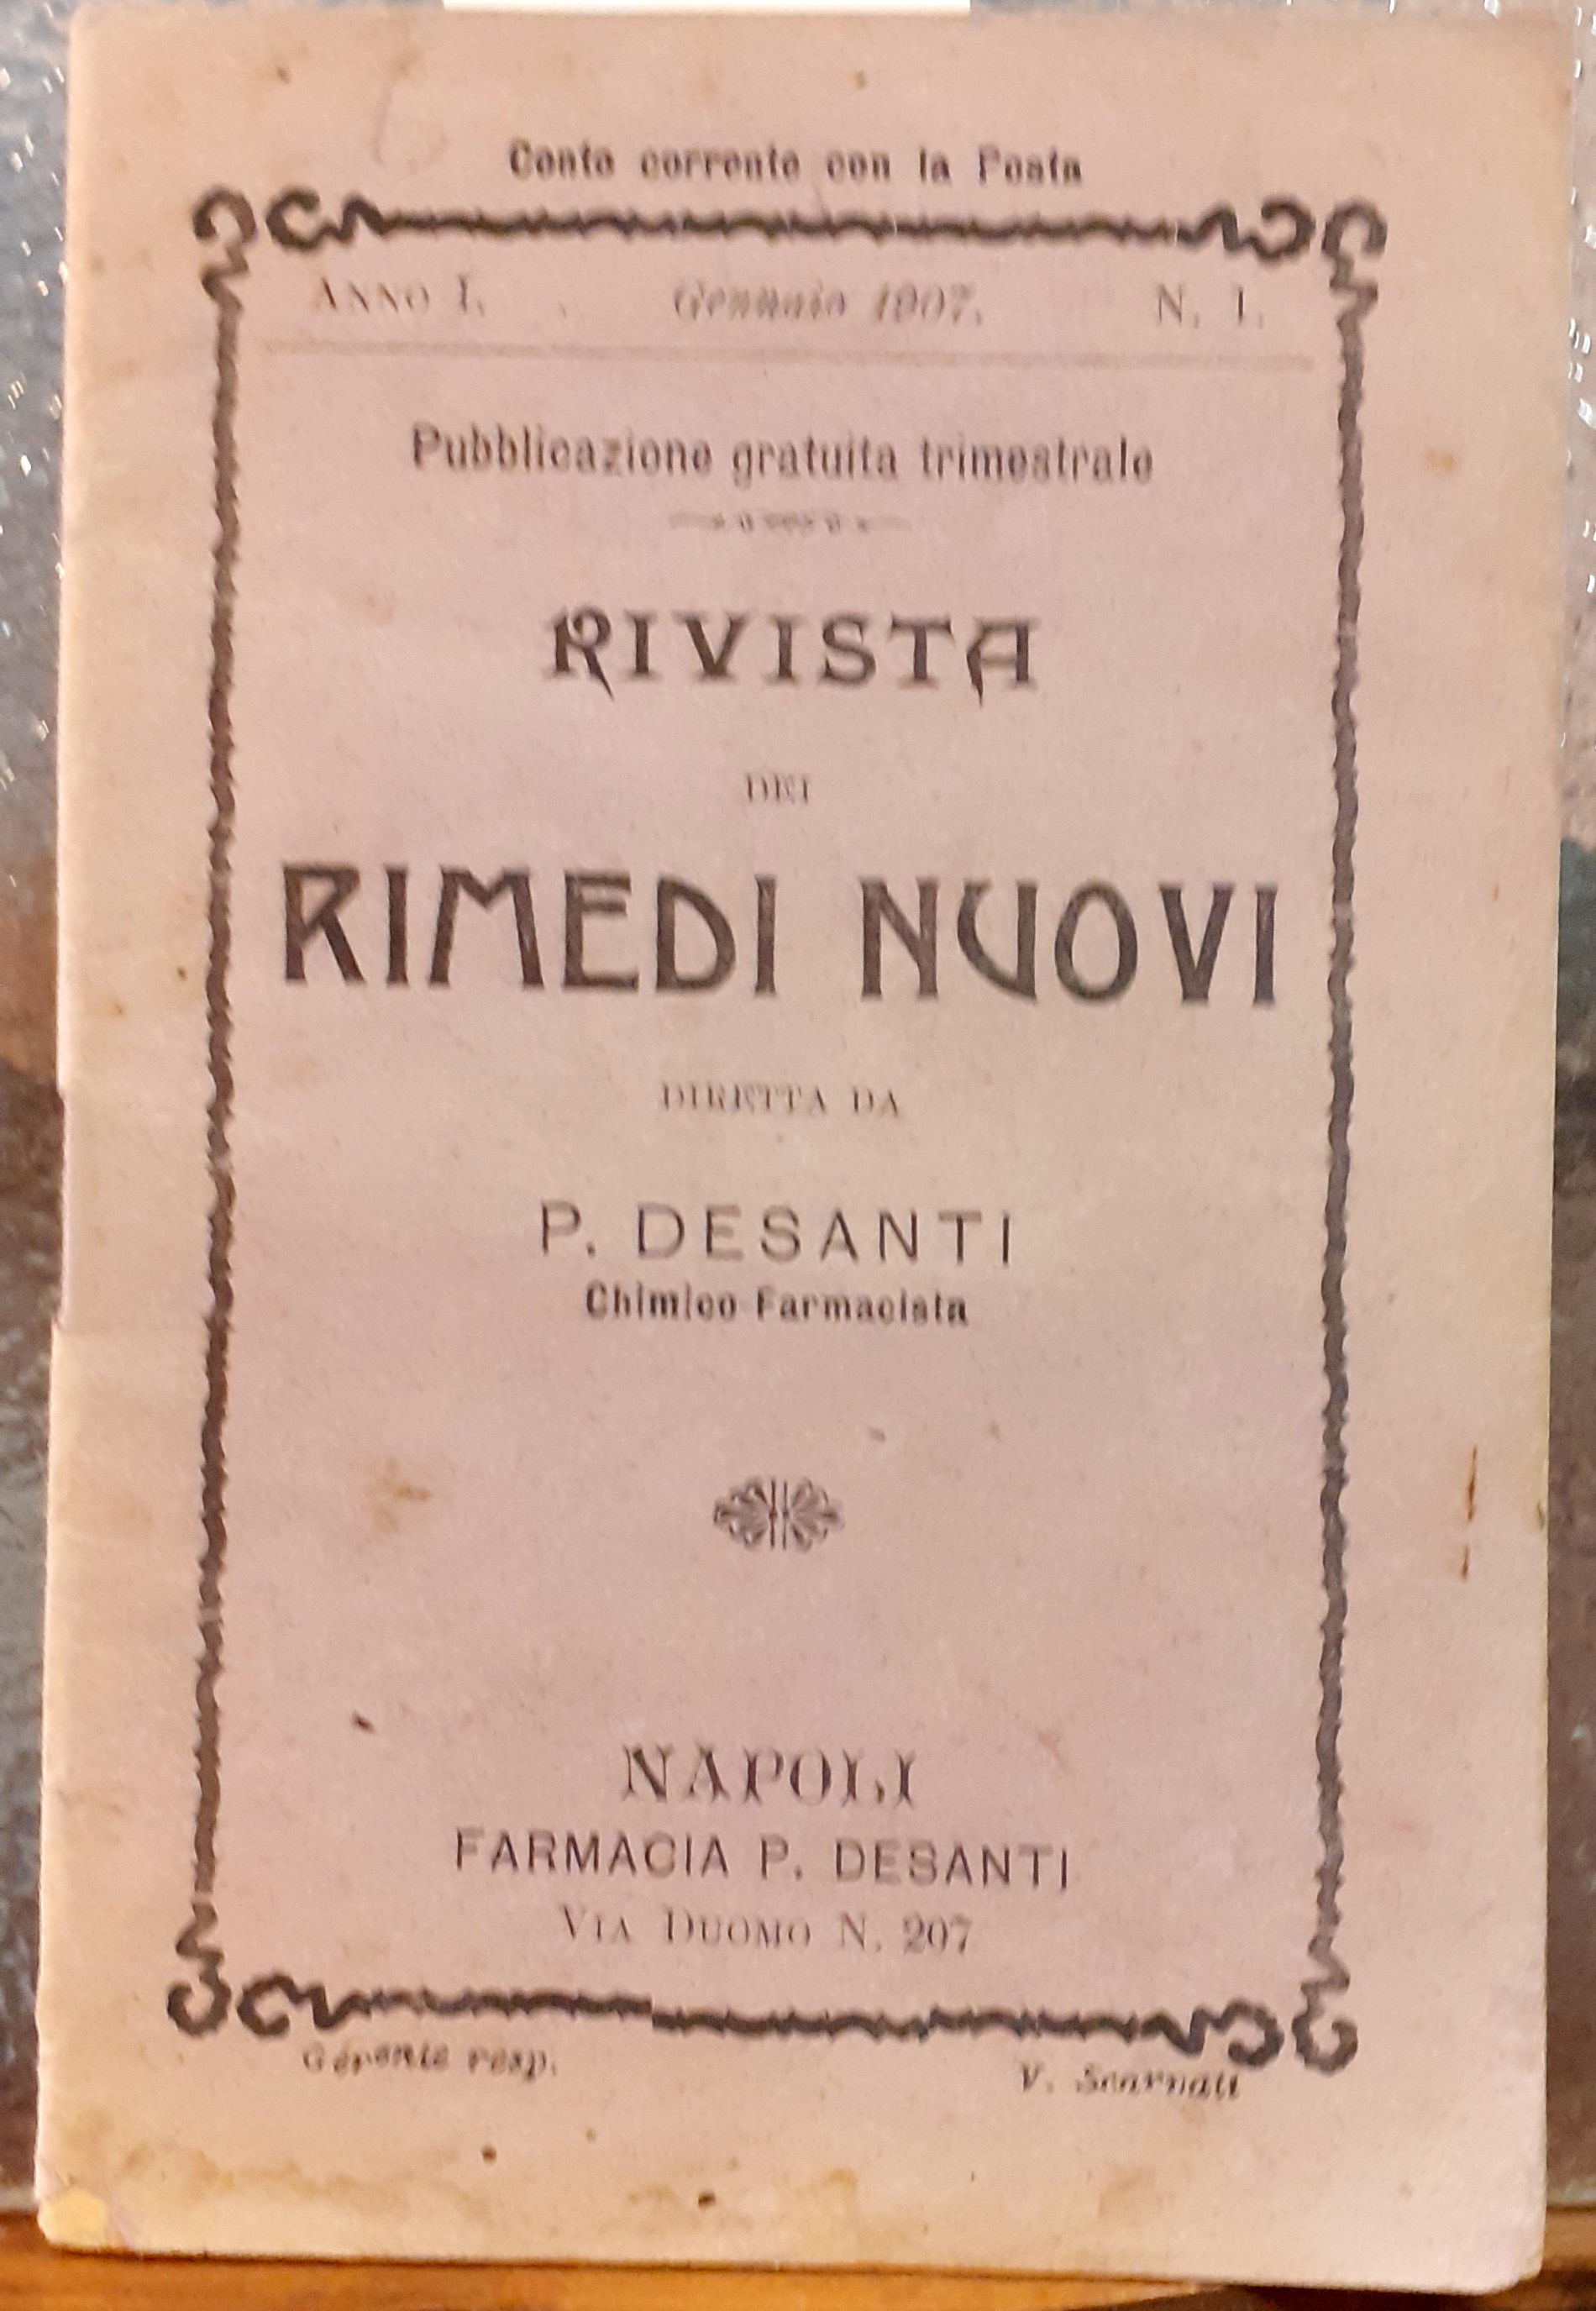 Conto corrente con la Posta
ANNO I. Gennaio 1907. N. 1.
Pubblicazione gratuita trimestrale
RIVISTA
DEI
RIMEDI NUOVI
DIRETTA DA
P. DESANTI
Chimico Farmacista
NAPOLI
FARMACIA P. DESANTI
VIA DUOMO N. 207
Gerente resp. V. Scarnati